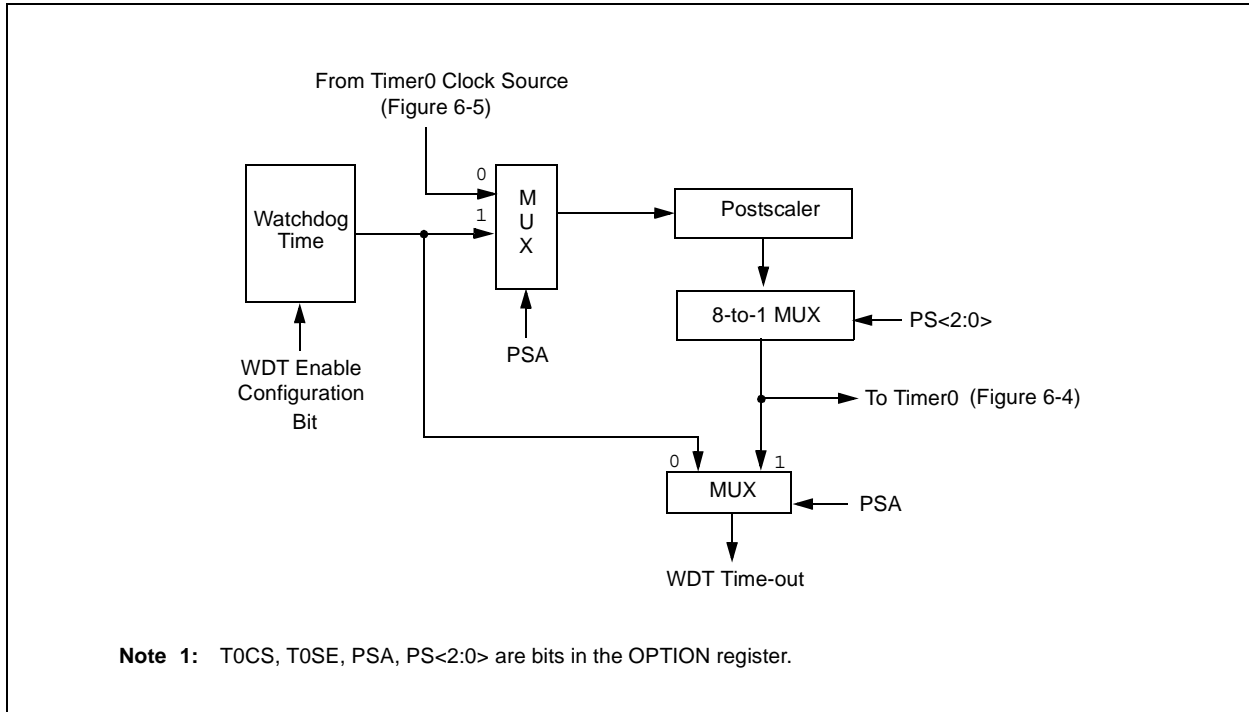 From Timer0 Clock Source
(Figure 6-5)
0
1
M
U
X
Watchdog
Time
Postscaler
8-to-1 MUX
PS<2:0>
PSA
WDT Enable
Configuration
Bit
To Timer0 (Figure 6-4)
0
1
MUX
PSA
WDT Time-out
Note 1: T0CS, T0SE, PSA, PS<2:0> are bits in the OPTION register.